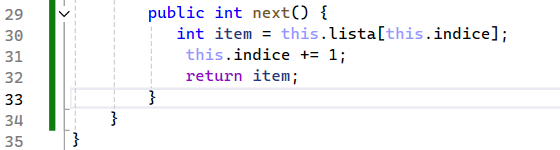 29 public int next() {
30 int item = this.lista[this.indice];
31 this.indice += 1;
32 return item;
33 }
34 }
35 }